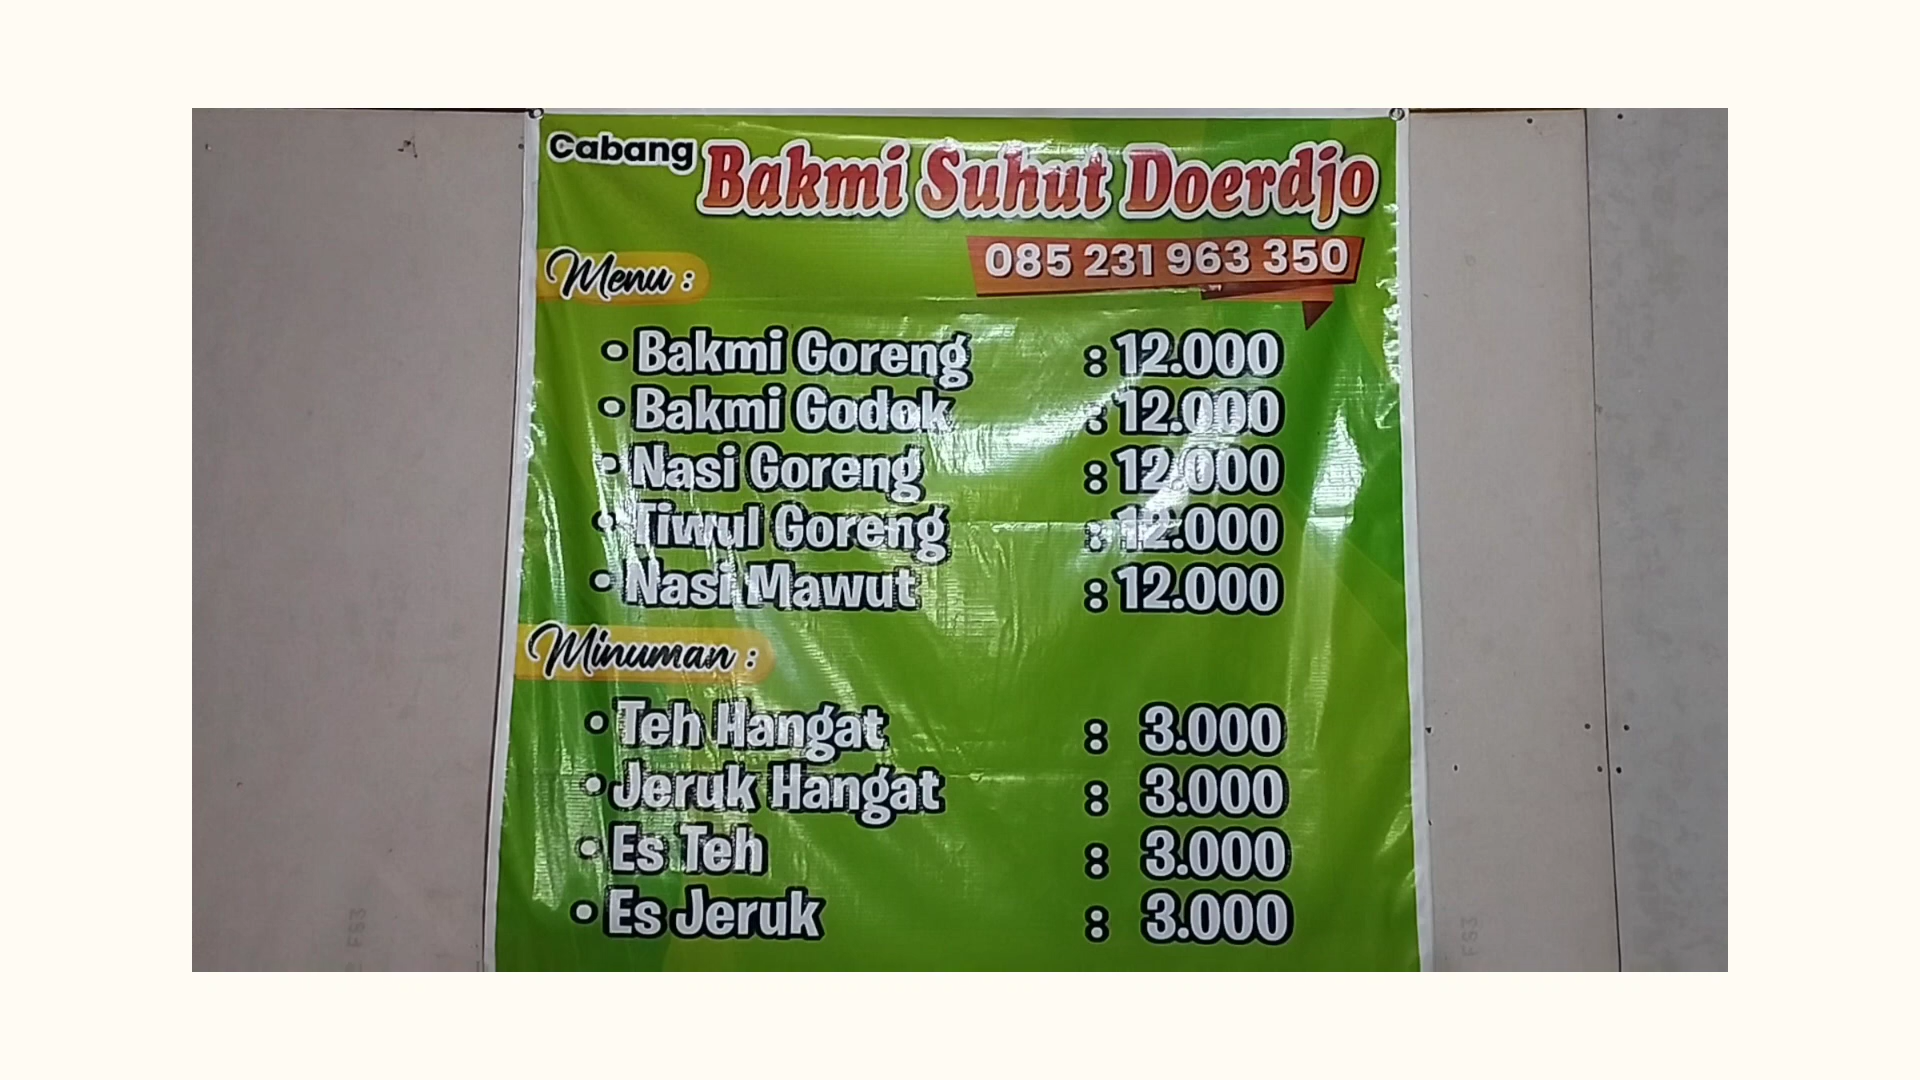 Cabang Bakmi Suhut Doerdjo
085 231 963 350
Menu :
• Bakmi Goreng : 12.000
• Bakmi Godok : 12.000
• Nasi Goreng : 12.000
• Tiwul Goreng : 12.000
• Nasi Mawut : 12.000
Minuman :
• Teh Hangat : 3.000
• Jeruk Hangat : 3.000
• Es Teh : 3.000
• Es Jeruk : 3.000